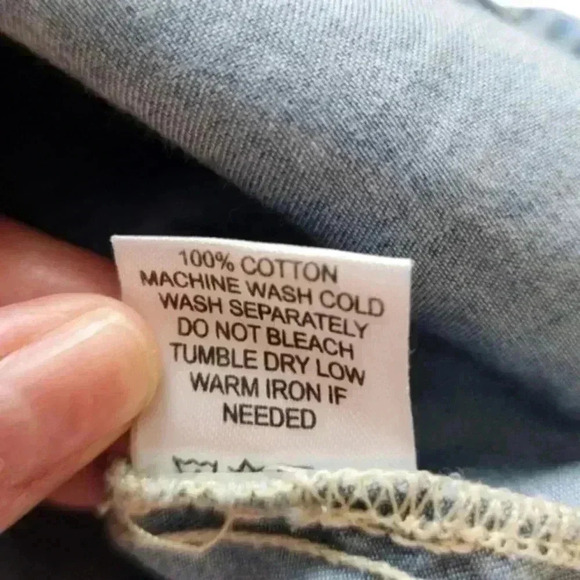 100% COTTON
MACHINE WASH COLD
WASH SEPARATELY
DO NOT BLEACH
TUMBLE DRY LOW
WARM IRON IF
NEEDED